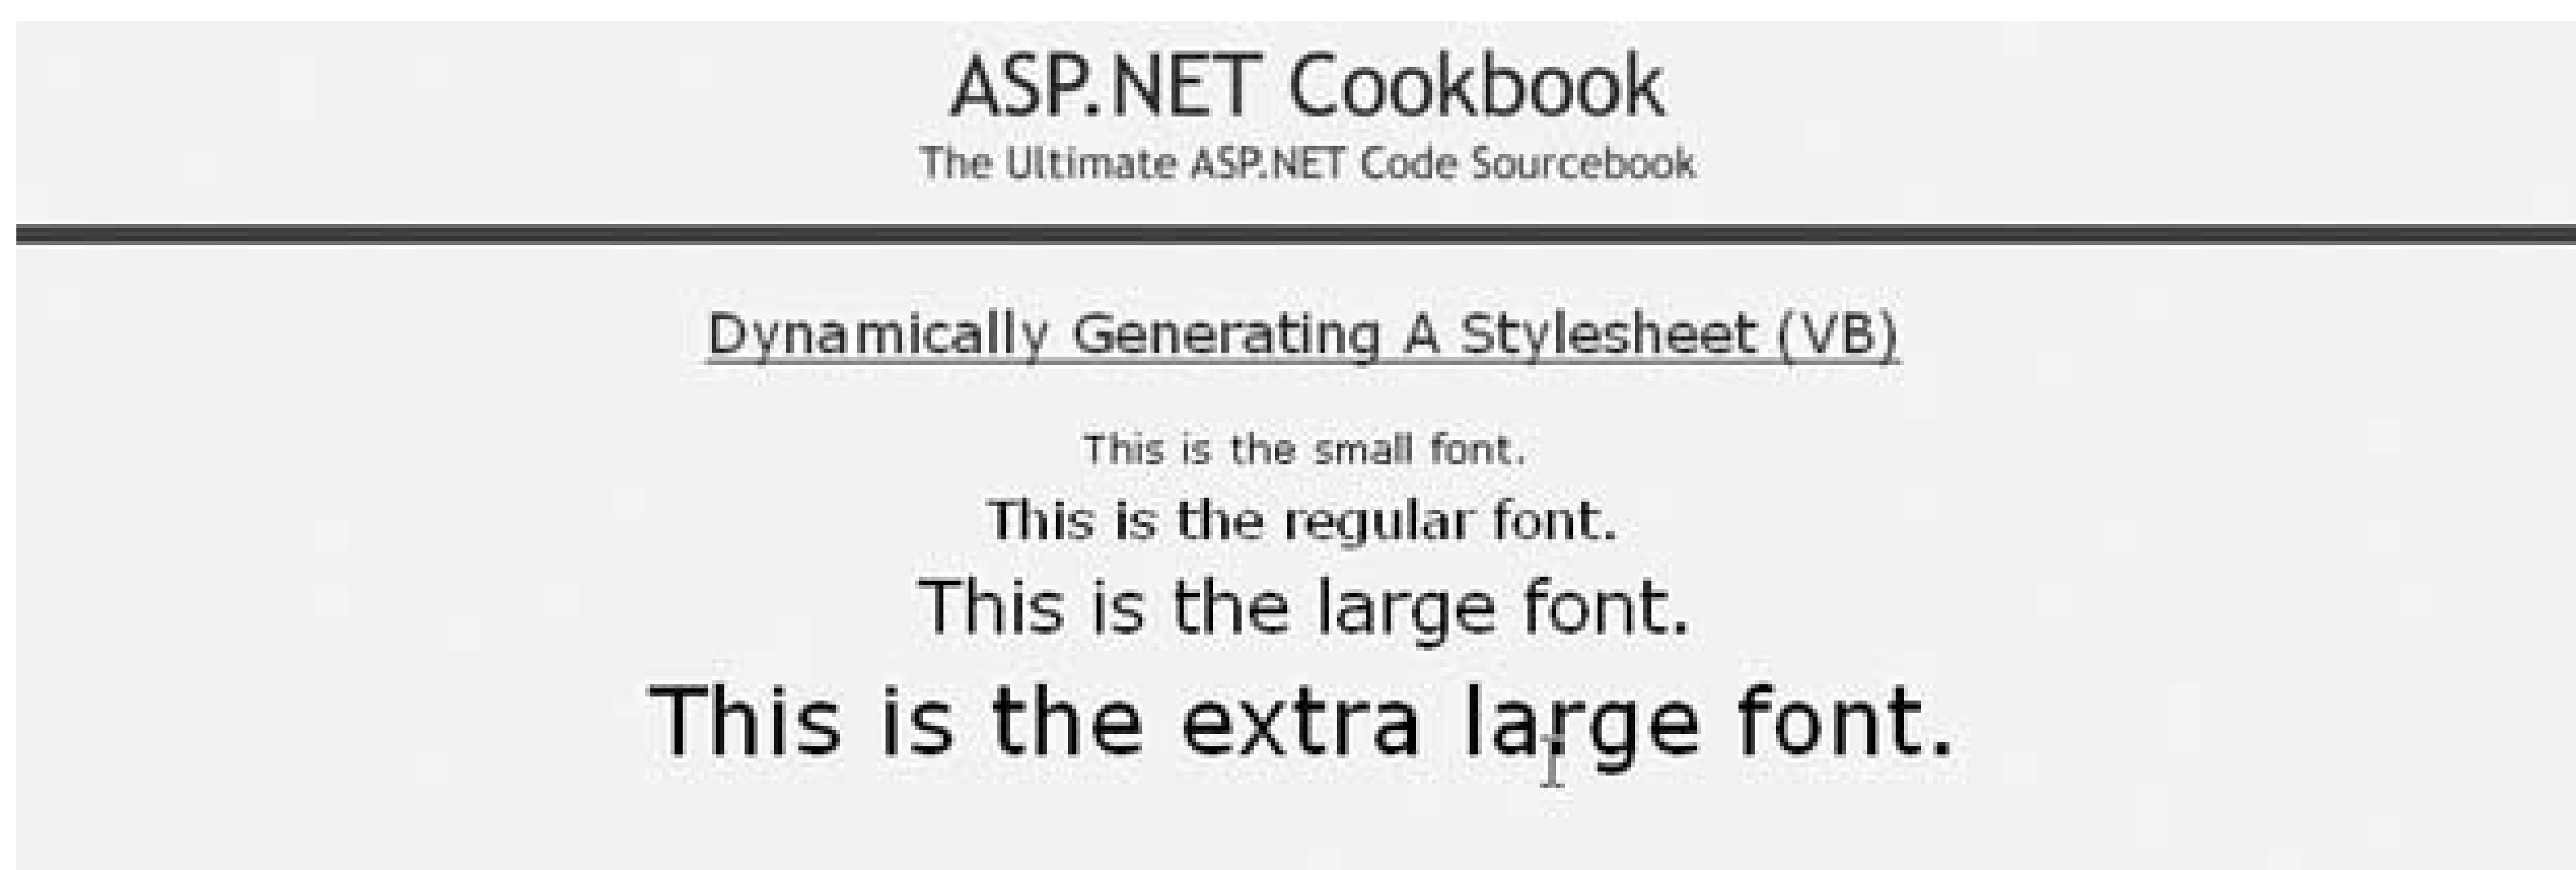 ASP.NET Cookbook
The Ultimate ASP.NET Code Sourcebook
Dynamically Generating A Stylesheet (VB)
This is the small font.
This is the regular font.
This is the large font.
This is the extra large font.